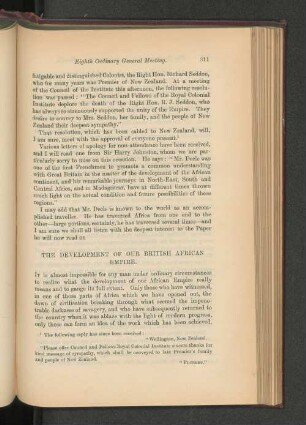 Eighth Ordinary General Meeting. 311
fatigable and distinguished Colonist, the Right Hon. Richard Seddon,
who for many years was Premier of New Zealand. At a meeting
of the Council of the Institute this afternoon, the following resolu-
tion was passed: "The Council and Fellows of the Royal Colonial
Institute deplore the death of the Right Hon. R. J. Seddon, who
has always so strenuously supported the unity of the Empire. They
desire to convey to Mrs. Seddon, her family, and the people of New
Zealand their deepest sympathy."
That resolution, which has been cabled to New Zealand, will,
I am sure, meet with the approval of everyone present.
Various letters of apology for non-attendance have been received,
and I will read one from Sir Harry Johnston, whom we are par-
ticularly sorry to miss on this occasion. He says: "Mr. Decle was
one of the first Frenchmen to promote a common understanding
with Great Britain in the matter of the development of the African
continent, and his remarkable journeys in North-East, South and
Central Africa, and in Madagascar, have at different times thrown
much light on the actual condition and future possibilities of these
regions."
I may add that Mr. Decle is known to the world as an accom-
plished traveller. He has traversed Africa from one end to the
other—large portions, certainly, he has traversed several times—and
I am sure we shall all listen with the deepest interest to the Paper
he will now read us.
THE DEVELOPMENT OF OUR BRITISH AFRICAN
EMPIRE.
It is almost impossible for any man under ordinary circumstances
to realise what the development of our African Empire really
means and to gauge its full extent. Only those who have witnessed,
in one of those parts of Africa which we have opened out, the
dawn of civilisation breaking through what seemed the impene-
trable darkness of savagery, and who have subsequently returned to
the country when it was ablaze with the light of modern progress,
only those can form an idea of the work which has been achieved.
The following reply has since been received:
"Wellington, New Zealand.
"Please offer Council and Fellows Royal Colonial Institute sincere thanks for
kind message of sympathy, which shall be conveyed to late Premier's family
and people of New Zealand.
"Plunket."